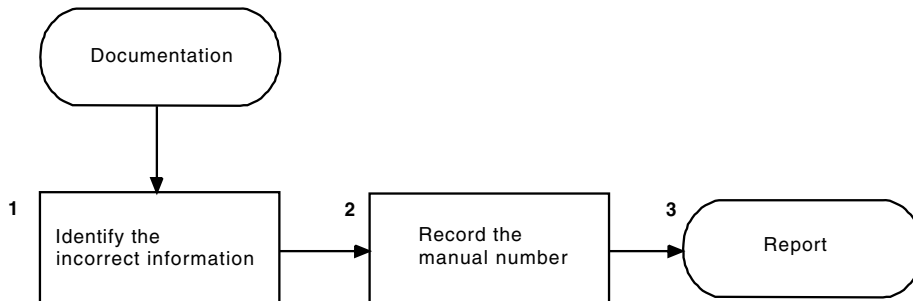 Documentation
1
Identify the
incorrect information
2
Record the
manual number
3
Report